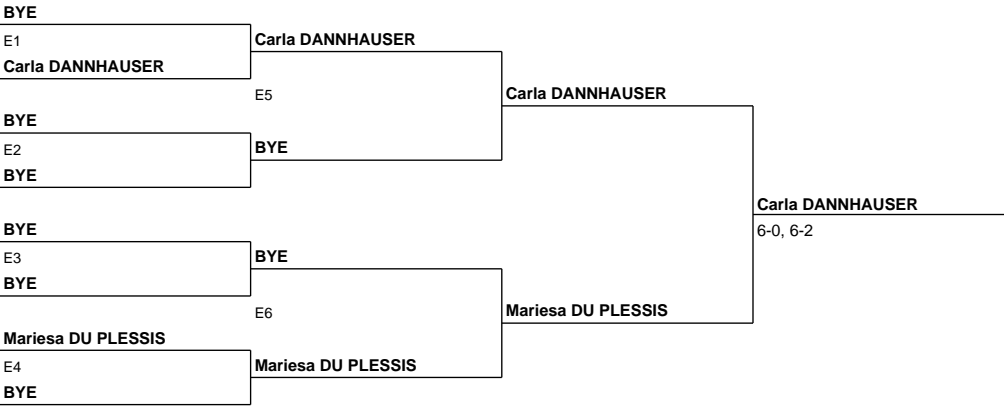 BYE
E1
Carla DANNHAUSER
Carla DANNHAUSER
E5
Carla DANNHAUSER
BYE
E2
BYE
BYE
Carla DANNHAUSER
6-0, 6-2
BYE
E3
BYE
BYE
E6
Mariesa DU PLESSIS
Mariesa DU PLESSIS
E4
Mariesa DU PLESSIS
BYE